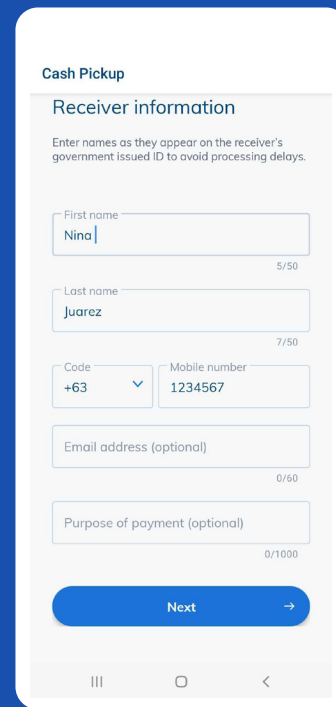 Cash Pickup
Receiver information
Enter names as they appear on the receiver's
government issued ID to avoid processing delays.
First name
Nina
5/50
Last name
Juarez
7/50
Code
Mobile number
+63
1234567
Email address (optional)
0/60
Purpose of payment (optional)
0/1000
Next